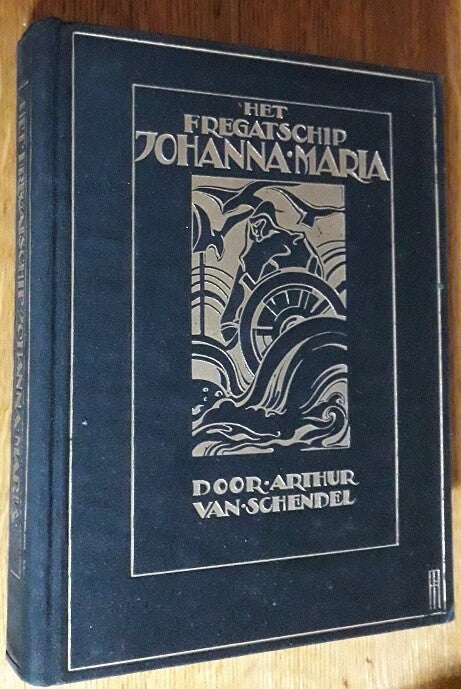 HET
FREGATSCHIP
JOHANNA·MARIA
DOOR·ARTHUR
VAN·SCHENDEL
HET FREGATSCHIP JOHANNA MARIA